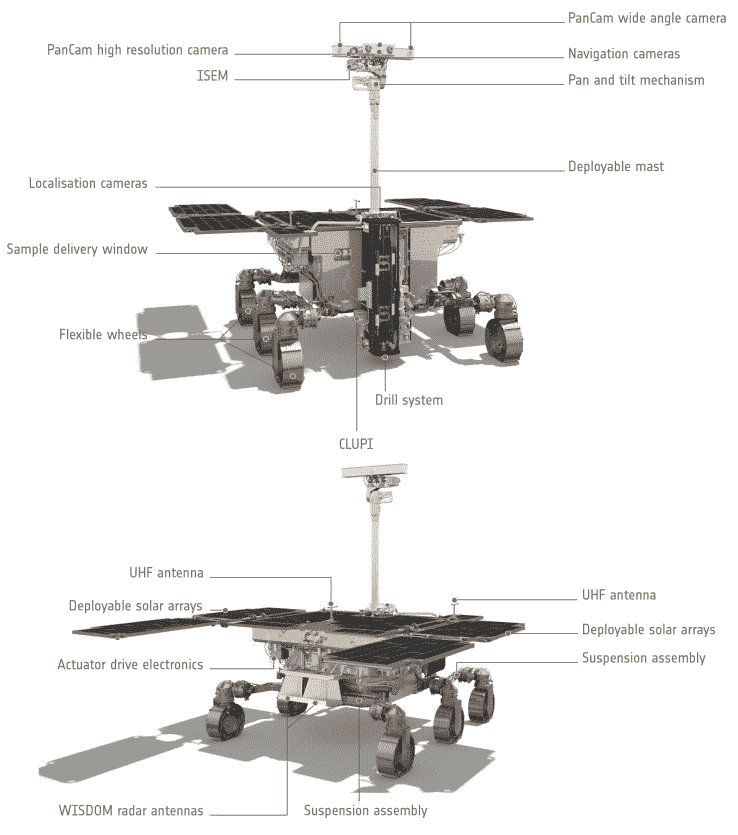 PanCam wide angle camera
PanCam high resolution camera
Navigation cameras
ISEM
Pan and tilt mechanism
Deployable mast
Localisation cameras
Sample delivery window
Flexible wheels
Drill system
CLUPI
UHF antenna
UHF antenna
Deployable solar arrays
Deployable solar arrays
Actuator drive electronics
Suspension assembly
WISDOM radar antennas
Suspension assembly